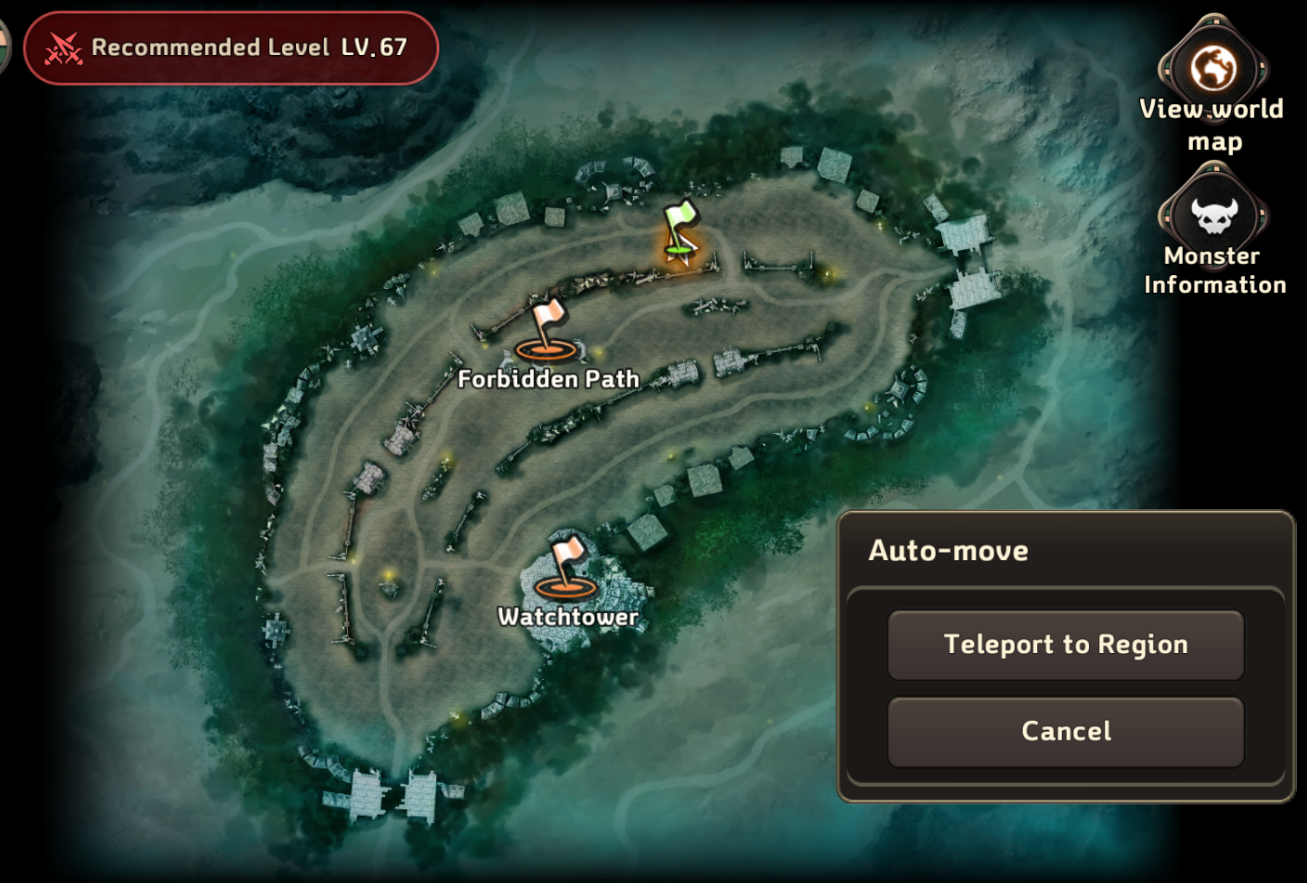 Recommended Level LV.67
View world
map
Monster
Information
Forbidden Path
Watchtower
Auto-move
Teleport to Region
Cancel